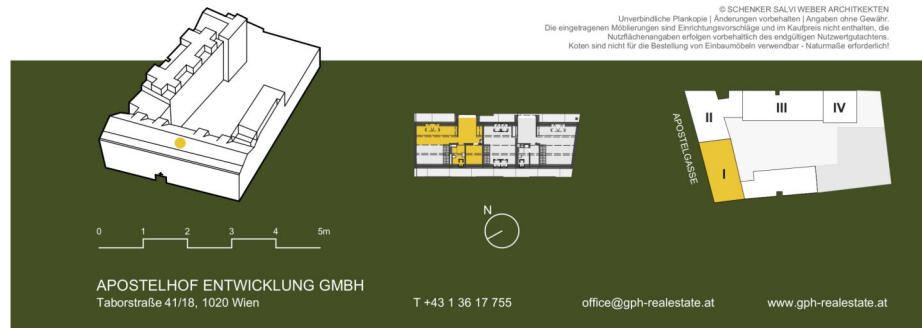 © SCHENKER SALVI WEBER ARCHITKEKTEN
Unverbindliche Plankopie | Änderungen vorbehalten | Angaben ohne Gewähr.
Die eingetragenen Möblierungen sind Einrichtungsvorschläge und im Kaufpreis nicht enthalten, die
Nutzflächenangaben erfolgen vorbehaltlich des endgültigen Nutzwertgutachtens.
Koten sind nicht für die Bestellung von Einbaumöbeln verwendbar - Naturmaße erforderlich!
II
III
IV
APOSTELGASSE
I
N
0 1 2 3 4 5m
APOSTELHOF ENTWICKLUNG GMBH
Taborstraße 41/18, 1020 Wien
T +43 1 36 17 755
office@gph-realestate.at
www.gph-realestate.at